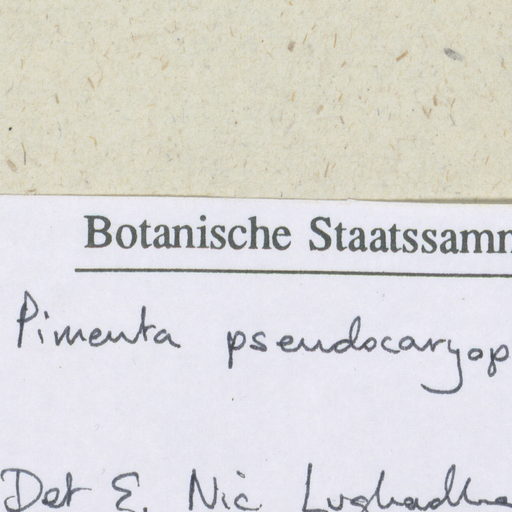 Botanische Staatssamm
Pimenta pseudocaryop
Det E. Nic Lughadha